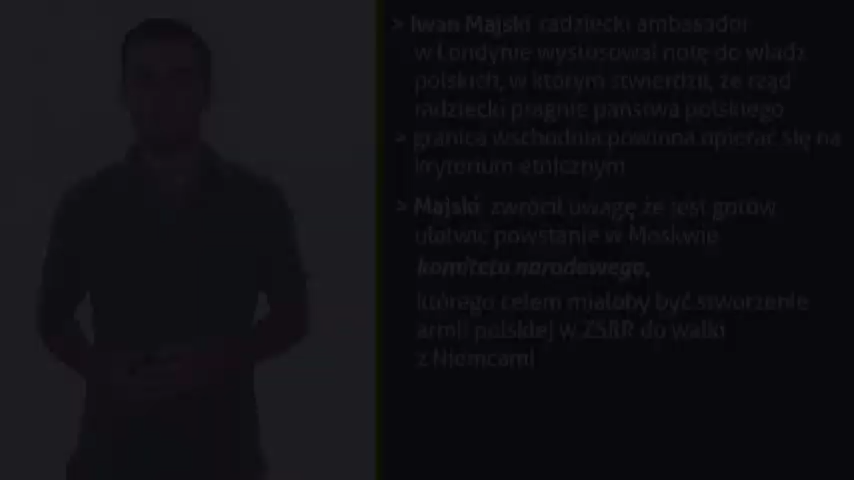 > Iwan Majski radziecki ambasador
w Londynie wystosował notę do władz
polskich, w którym stwierdził, że rząd
radziecki pragnie państwa polskiego
> granica wschodnia powinna opierać się na
krytorium etnicznym
> Majski zwrócił uwagę że jest gotów
ułatwić powstanie w Moskwie
komitetu narodowego,
którego celem miałoby być stworzenie
armii polskiej w ZSRR do walki
z Niemcami